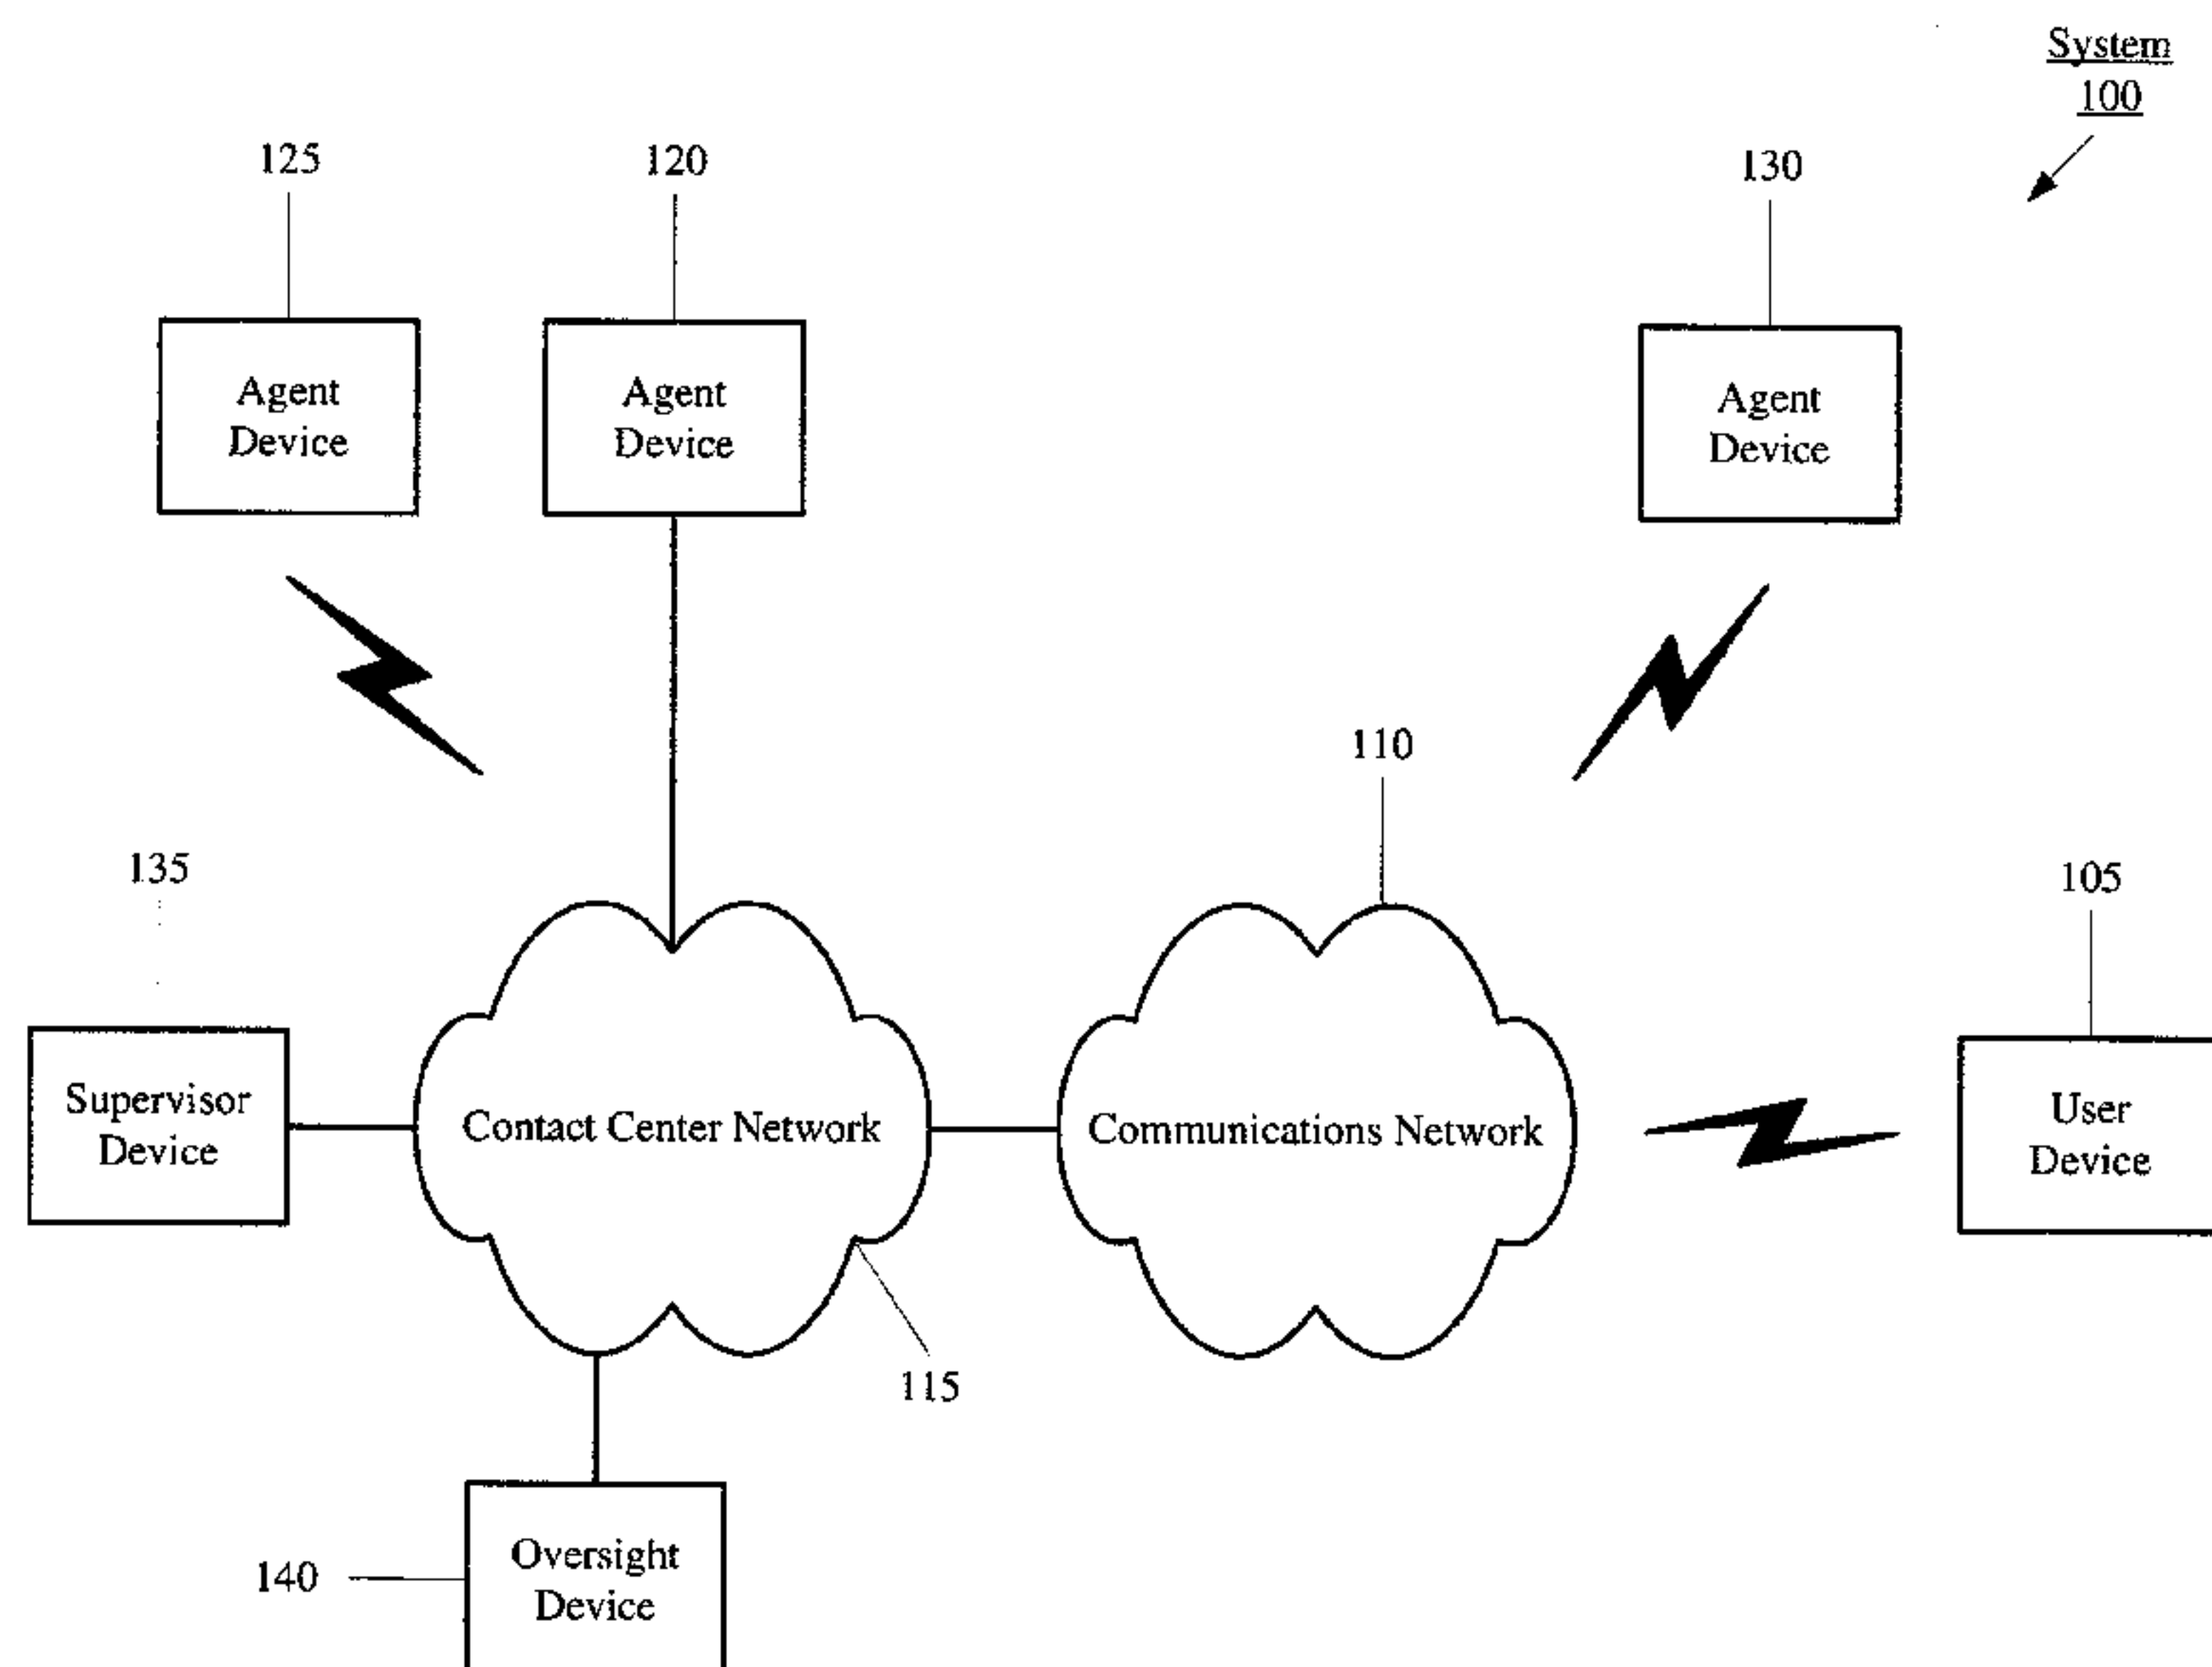 System
100
125
120
130
Agent
Device
Agent
Device
Agent
Device
110
135
105
Supervisor
Device
Contact Center Network
Communications Network
User
Device
115
140
Oversight
Device